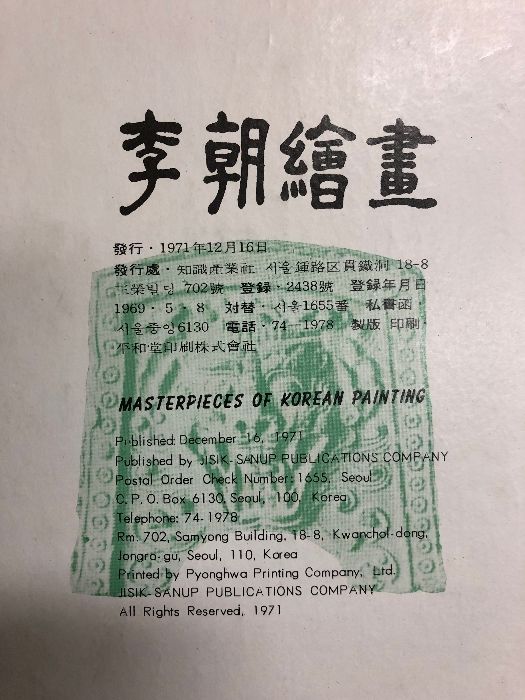 李朝繪畫
發行・1971年12月16日
發行處・知識産業社 서울 鍾路区貫鐵洞 18-8
三榮빌딩 702號 登録・2438號 登録年月日
1969・5・8 対替・서울1655番 私書函
서울중앙6130 電話・74-1978 製版 印刷・
平和堂印刷株式會社
MASTERPIECES OF KOREAN PAINTING
Published: December 16, 1971
Published by JISIK-SANUP PUBLICATIONS COMPANY
Postal Order Check Number: 1655, Seoul
C. P. O. Box 6130, Seoul, 100, Korea
Telephone: 74-1978
Rm. 702, Samyong Building. 18-8, Kwanchol-dong,
Jongro-gu, Seoul, 110, Korea
Printed by Pyonghwa Printing Company, Ltd.
JISIK-SANUP PUBLICATIONS COMPANY
All Rights Reserved, 1971